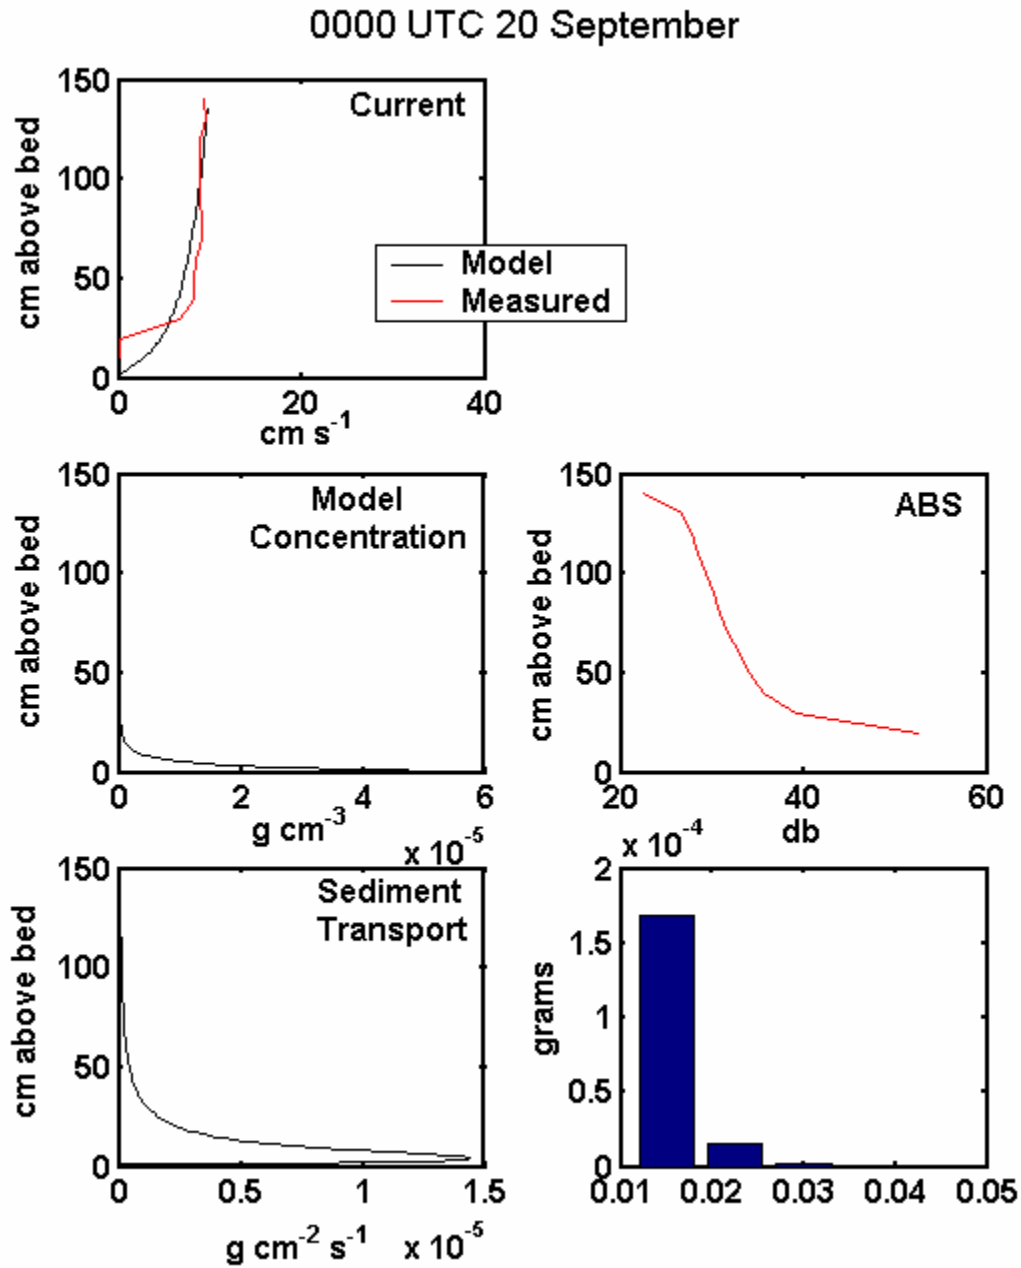 0000 UTC 20 September
150
100
50
0
cm above bed
Current
Model
Measured
0 20 40
cm s-1
150
100
50
0
cm above bed
Model
Concentration
0 2 4 6
g cm-3
x 10-5
150
100
50
0
cm above bed
ABS
20 40 60
db
150
100
50
0
cm above bed
Sediment
Transport
0 0.5 1 1.5
g cm-2 s-1 x 10-5
x 10-4
2
1.5
1
0.5
0
grams
0.01 0.02 0.03 0.04 0.05